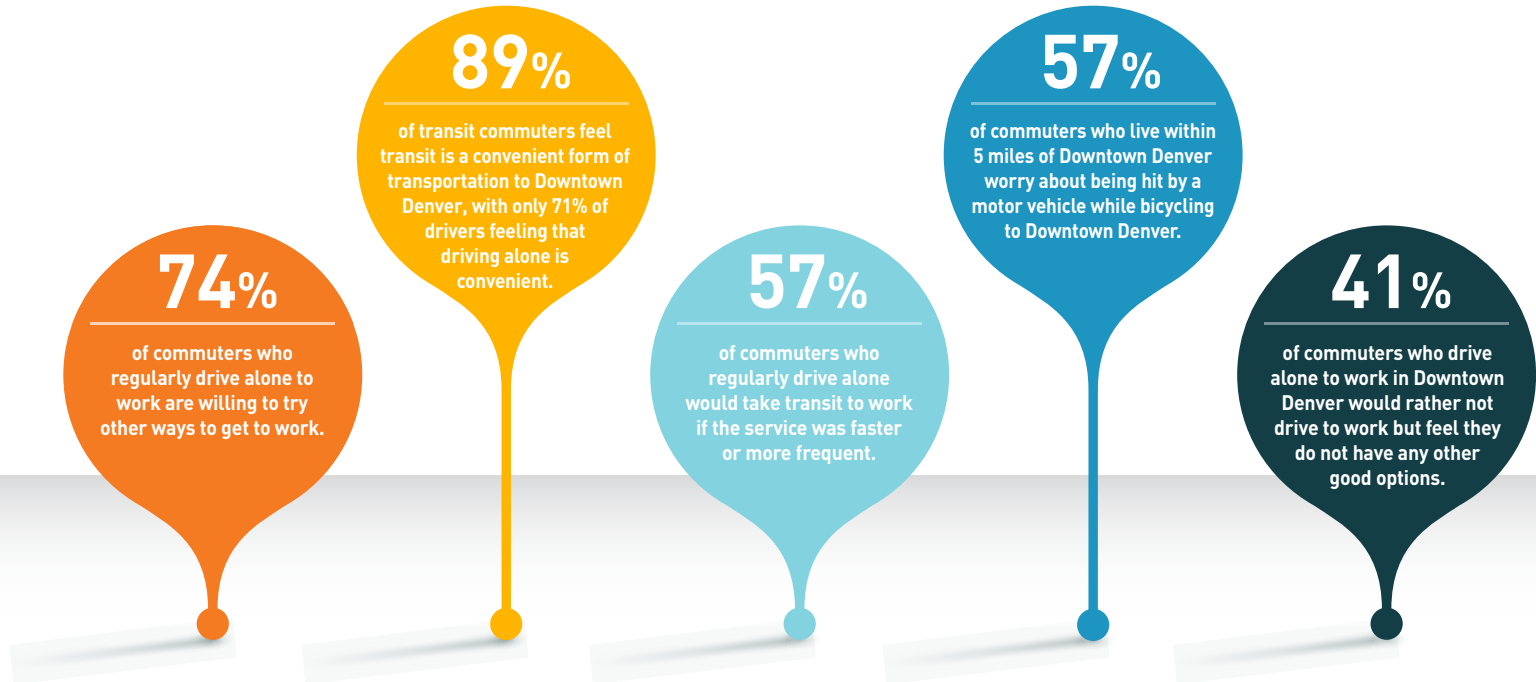 74%
of commuters who
regularly drive alone to
work are willing to try
other ways to get to work.
89%
of transit commuters feel
transit is a convenient form of
transportation to Downtown
Denver, with only 71% of
drivers feeling that
driving alone is
convenient.
57%
of commuters who
regularly drive alone
would take transit to work
if the service was faster
or more frequent.
57%
of commuters who live within
5 miles of Downtown Denver
worry about being hit by a
motor vehicle while bicycling
to Downtown Denver.
41%
of commuters who drive
alone to work in Downtown
Denver would rather not
drive to work but feel they
do not have any other
good options.